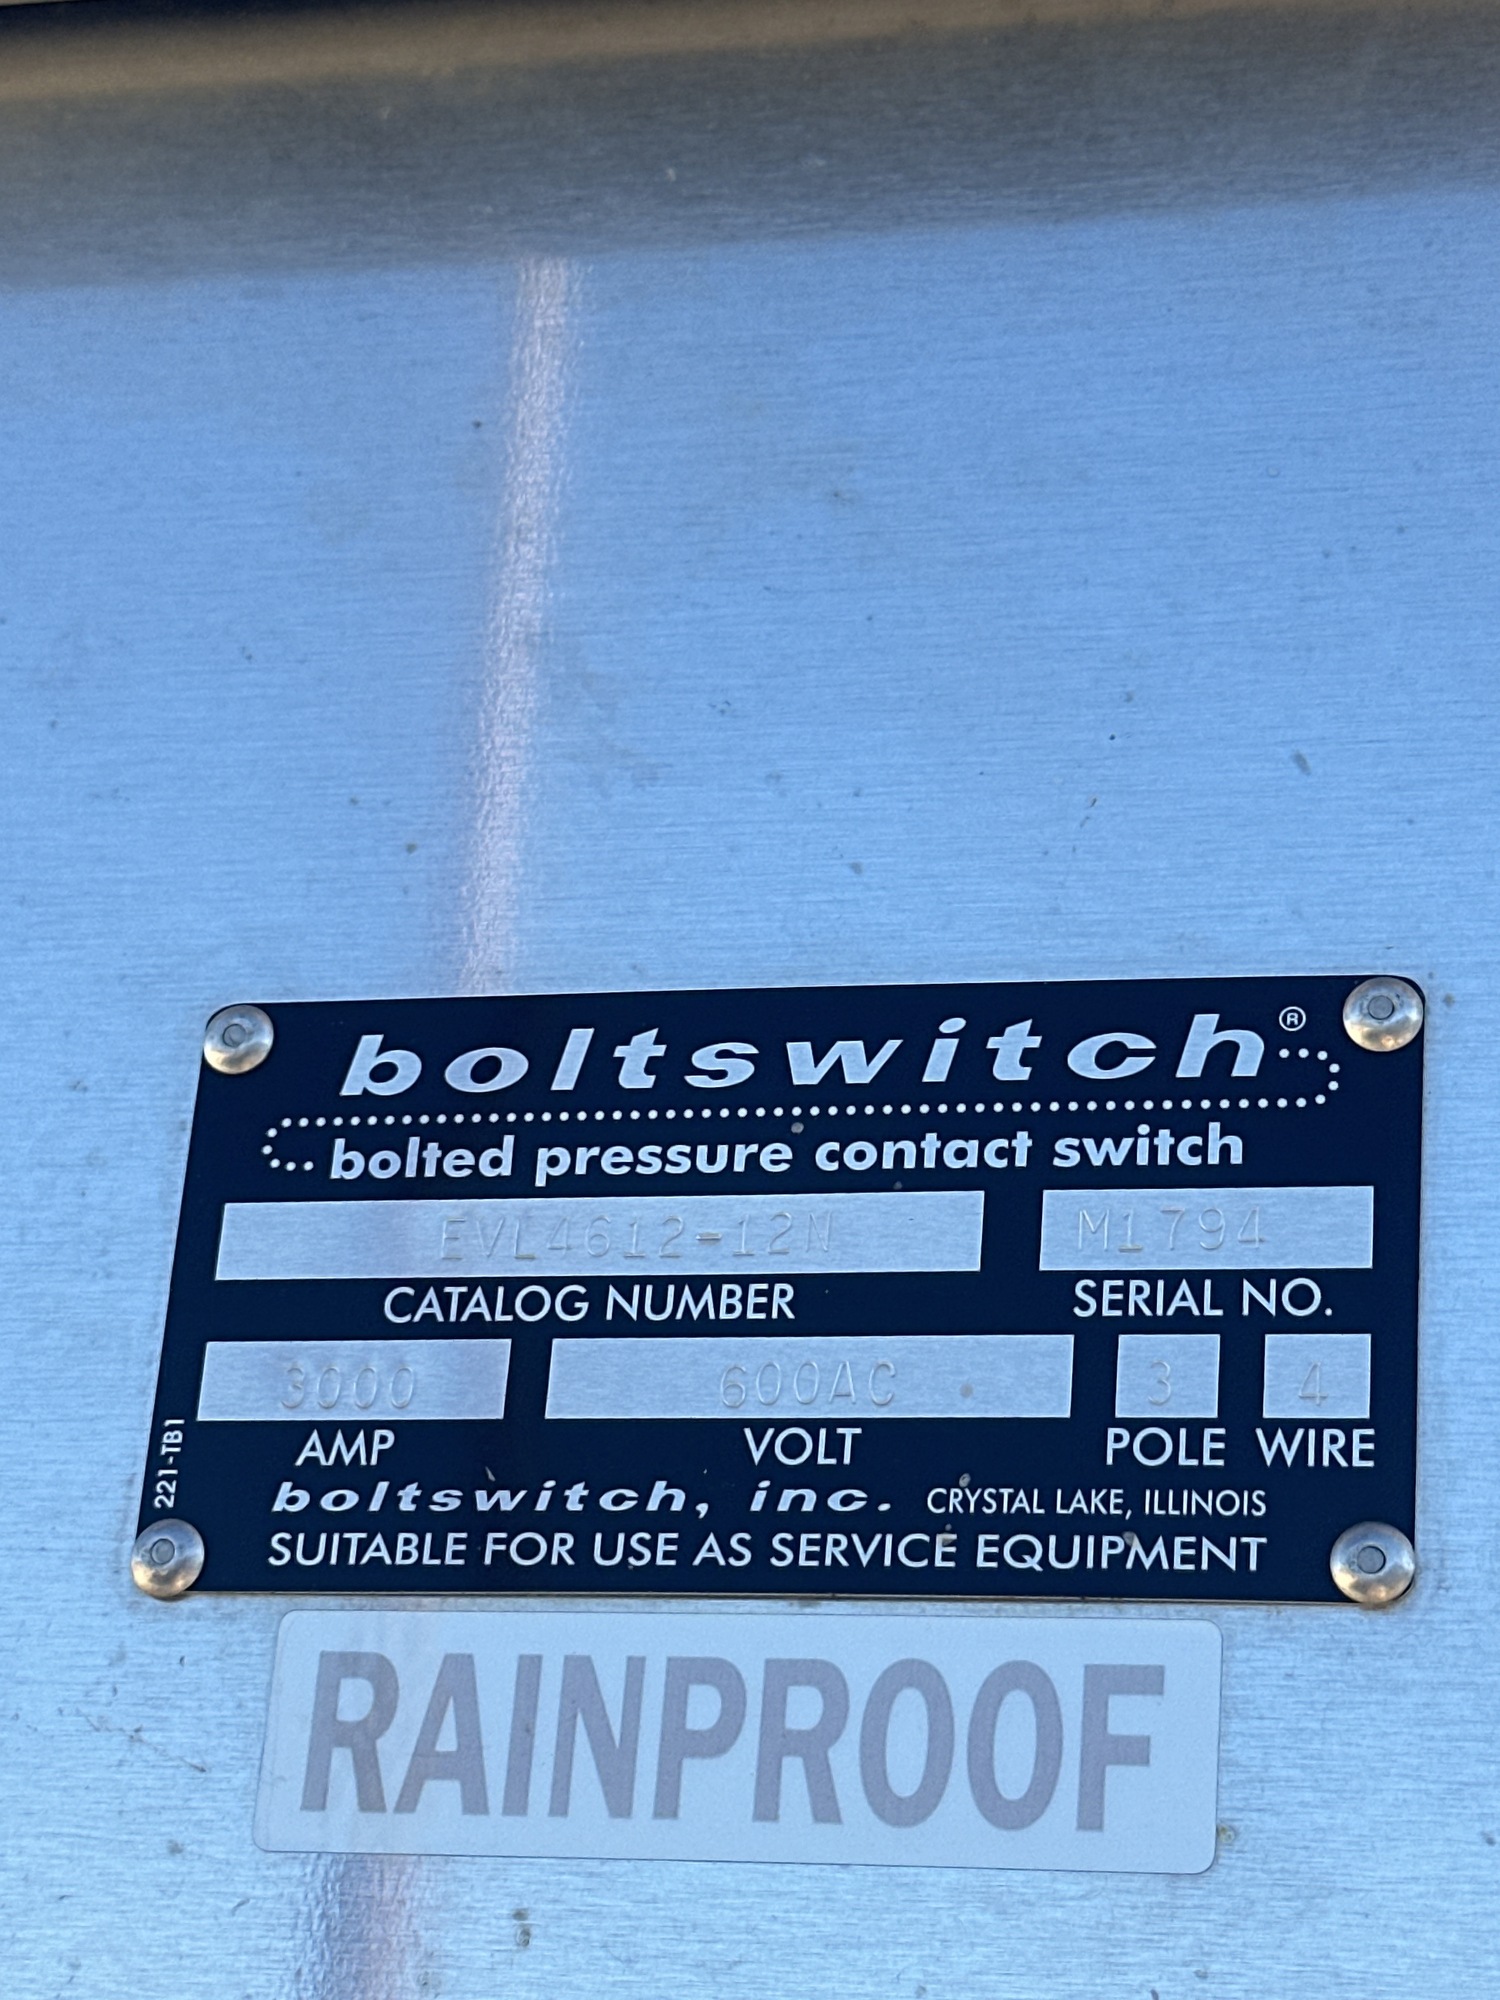 boltswitch®
bolted pressure contact switch
EVL4612-12N M1794
CATALOG NUMBER SERIAL NO.
3000 600AC 3 4
AMP VOLT POLE WIRE
221-TB1
boltswitch, inc. CRYSTAL LAKE, ILLINOIS
SUITABLE FOR USE AS SERVICE EQUIPMENT
RAINPROOF